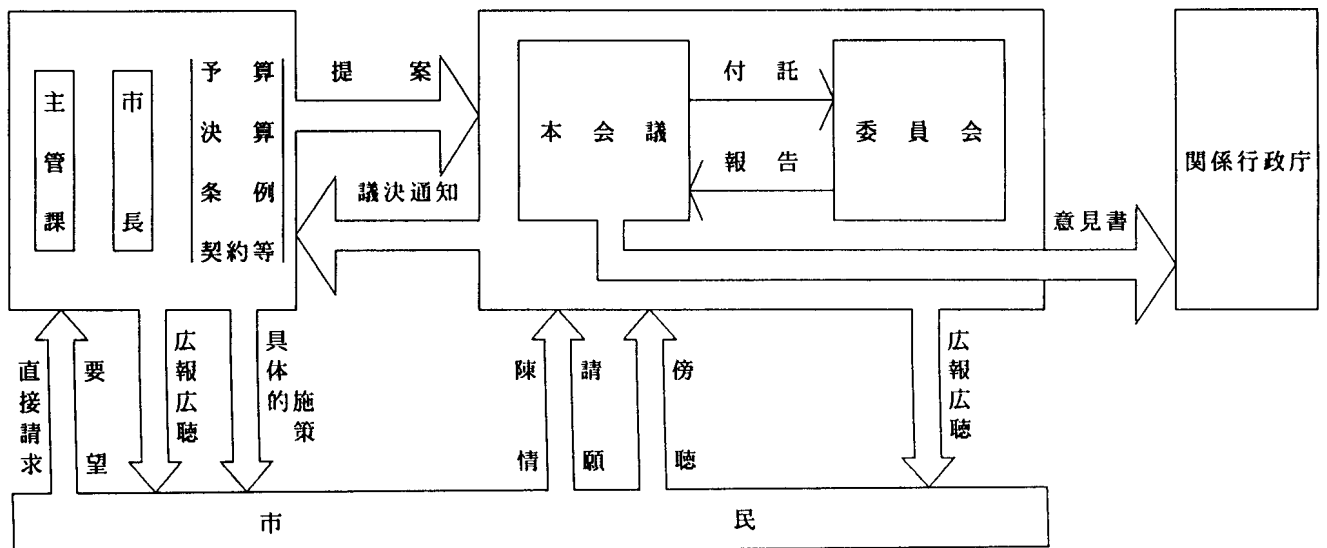 主管課
市長
予算
決算
条例
契約等
提案
議決通知
本会議
付託
報告
委員会
意見書
関係行政庁
直接請求
要望
広報広聴
具体的施策
陳情
請願
傍聴
広報広聴
市民